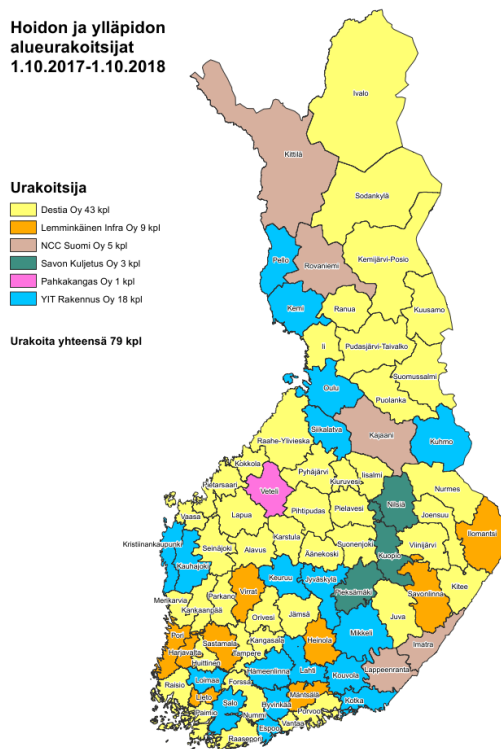 Hoidon ja ylläpidon
alueurakoitsijat
1.10.2017-1.10.2018
Urakoitsija
Destia Oy 43 kpl
Lemminkäinen Infra Oy 9 kpl
NCC Suomi Oy 5 kpl
Savon Kuljetus Oy 3 kpl
Pahkakangas Oy 1 kpl
YIT Rakennus Oy 18 kpl
Urakoita yhteensä 79 kpl
Ivalo
Kittilä
Sodankylä
Pello
Rovaniemi
Kemijärvi-Posio
Kemi
Ranua
Kuusamo
Ii
Pudasjärvi-Taivalko
Suomussalmi
Oulu
Puolanka
Siikalatva
Kajaani
Kuhmo
Raahe-Ylivieska
Kokkola
Pyhäjärvi
Iisalmi
Kiuruvesi
Nurmes
Pietarsaari
Veteli
Nilsiä
Vaasa
Lapua
Pihtipudas
Pielavesi
Joensuu
Ilomantsi
Kristiinankaupunki
Seinäjoki
Alavus
Karstula
Äänekoski
Suonenjoki
Kuopio
Viinijärvi
Kauhajoki
Keuruu
Jyväskylä
Pieksämäki
Kitee
Merikarvia
Parkano
Virrat
Savonlinna
Kankaanpää
Orivesi
Jämsä
Juva
Pori
Sastamala
Kangasala
Heinola
Mikkeli
Imatra
Harjavalta
Huittinen
Tampere
Hämeenlinna
Lahti
Kouvola
Lappeenranta
Raisio
Loimaa
Forssa
Lieto
Mäntsälä
Kotka
Paimio
Salo
Hyvinkää
Porvoo
Nummi
Vantaa
Espoo
Raasepori